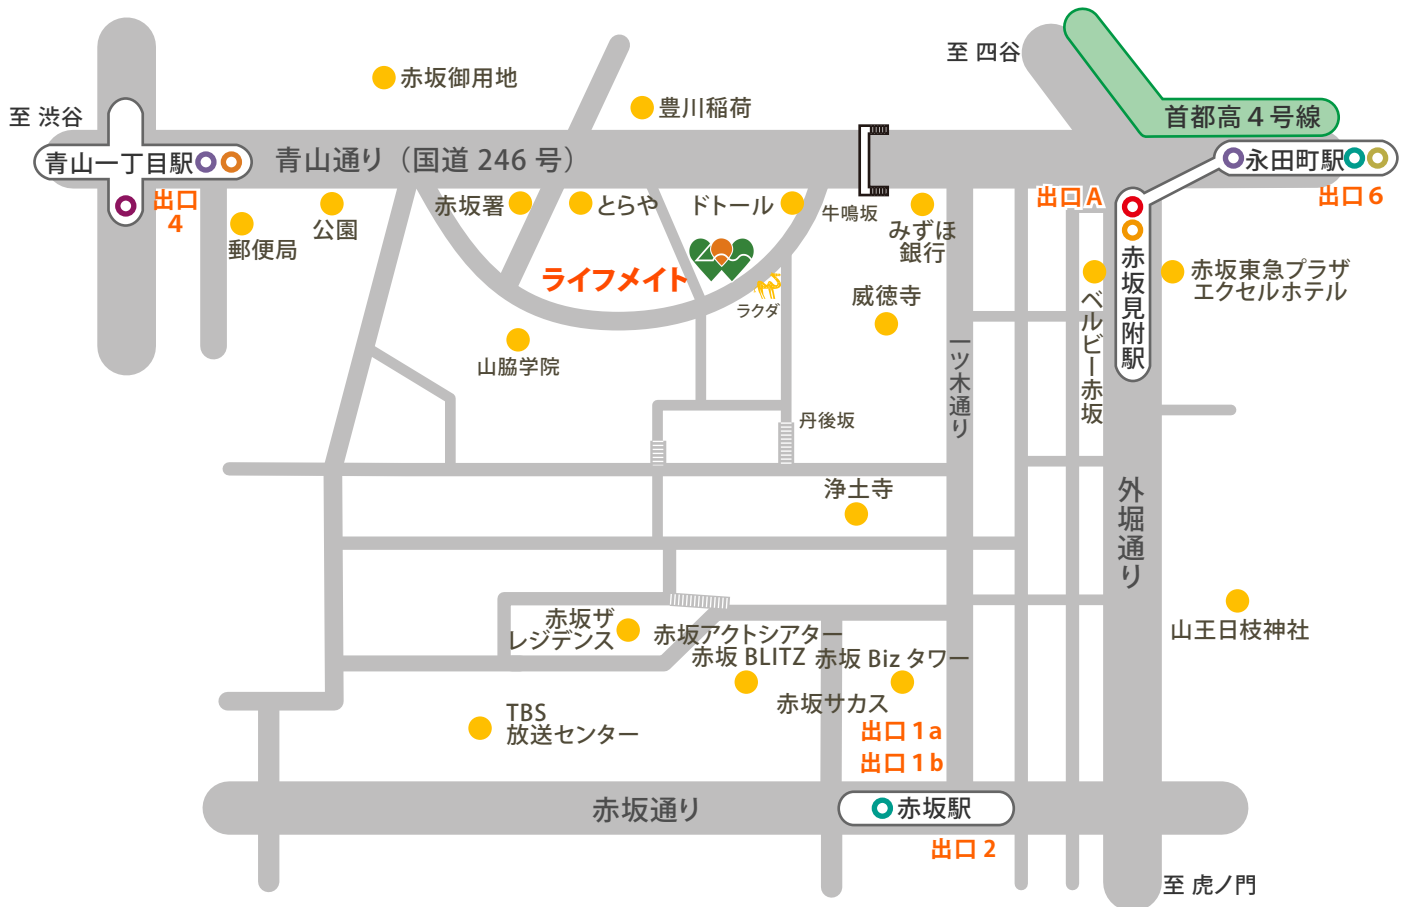 至 四谷
赤坂御用地
豊川稲荷
至 渋谷
首都高 4 号線
青山一丁目駅
青山通り（国道 246 号）
永田町駅
出口
4
出口 A
出口 6
郵便局
公園
赤坂署
とらや
ドトール
牛鳴坂
みずほ
銀行
赤坂見附駅
赤坂東急プラザ
エクセルホテル
ライフメイト
ラクダ
威徳寺
ベルビー赤坂
山脇学院
一ツ木通り
丹後坂
浄土寺
外堀通り
赤坂ザ
レジデンス
赤坂アクトシアター
赤坂 BLITZ
赤坂 Biz タワー
赤坂サカス
山王日枝神社
TBS
放送センター
出口 1a
出口 1b
赤坂通り
赤坂駅
出口 2
至 虎ノ門